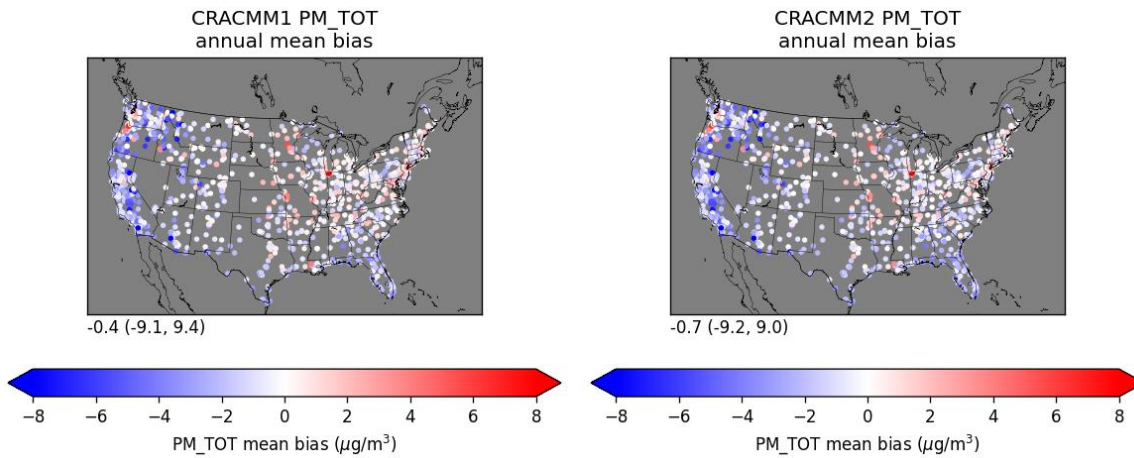 CRACMM1 PM_TOT
annual mean bias
-0.4 (-9.1, 9.4)
−8 −6 −4 −2 0 2 4 6 8
PM_TOT mean bias (μg/m³)
CRACMM2 PM_TOT
annual mean bias
-0.7 (-9.2, 9.0)
−8 −6 −4 −2 0 2 4 6 8
PM_TOT mean bias (μg/m³)